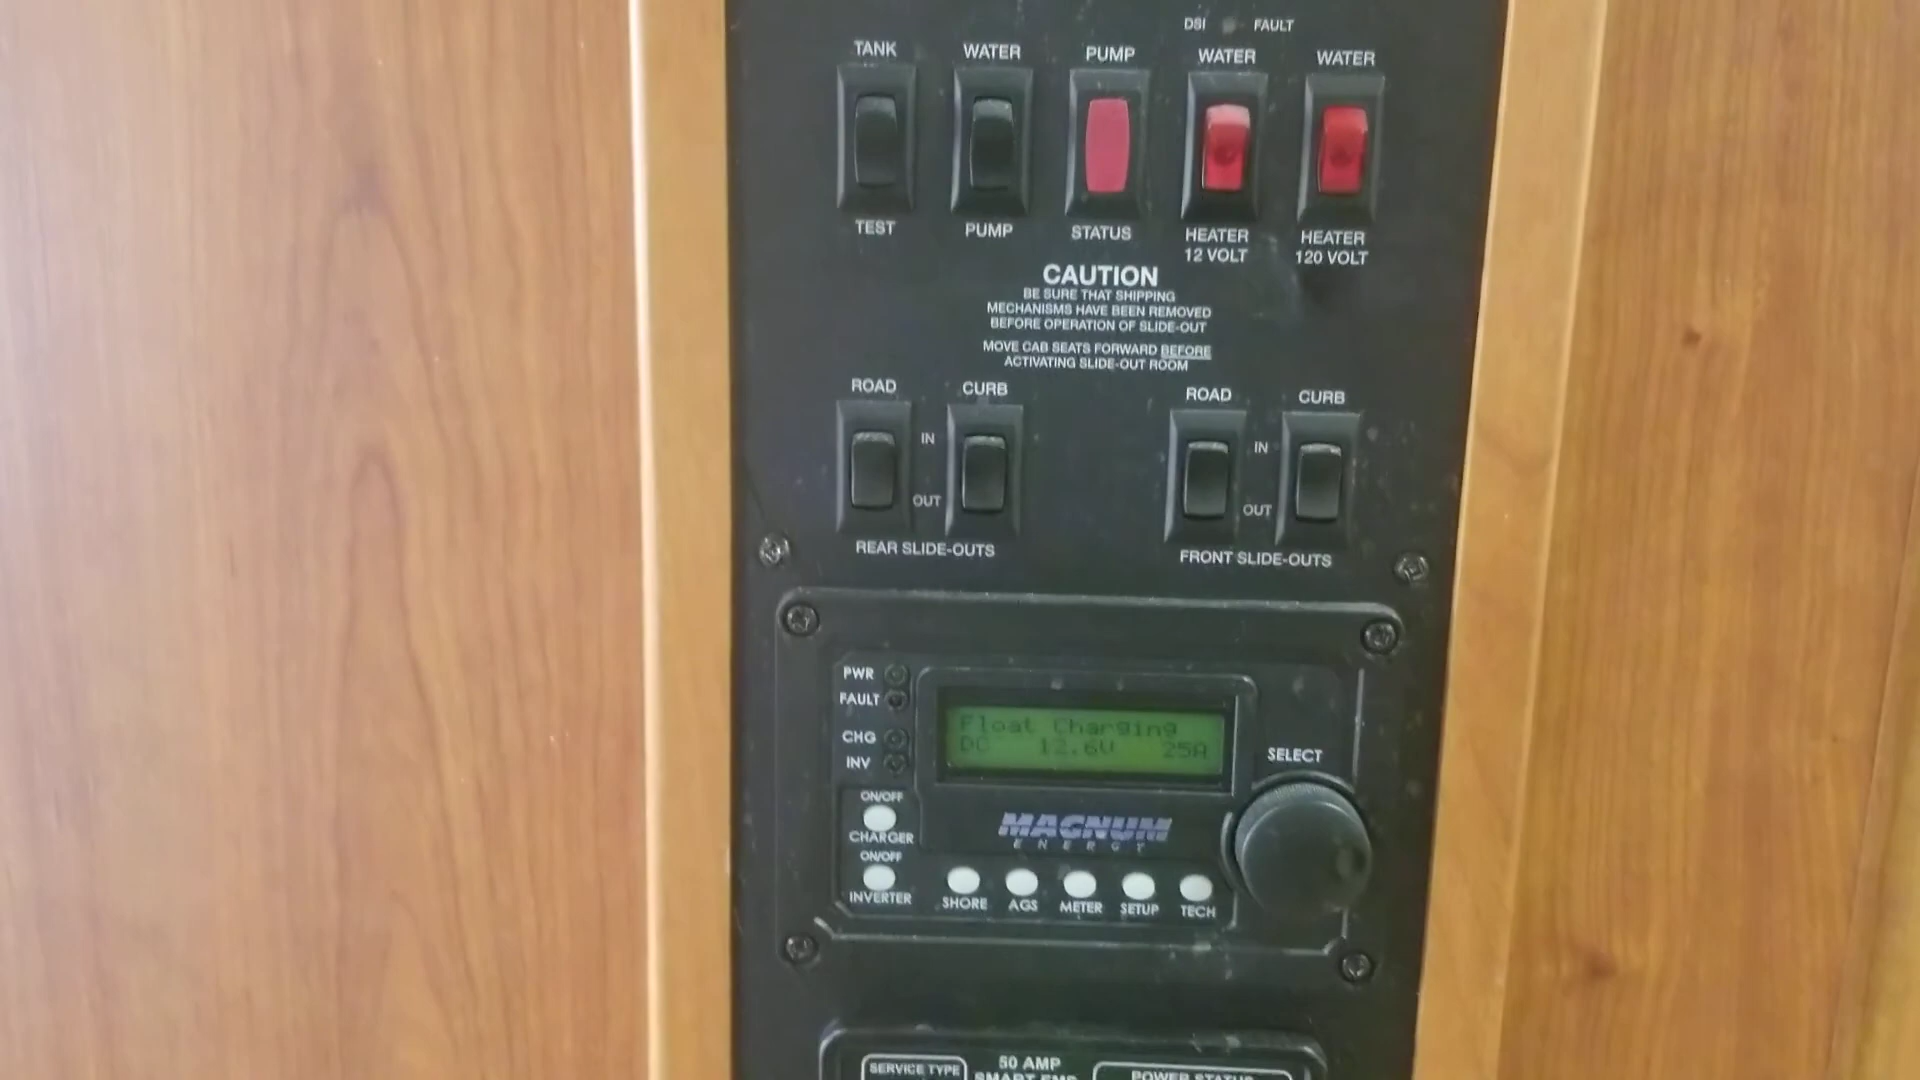 DSI FAULT
TANK WATER PUMP WATER WATER
TEST PUMP STATUS HEATER HEATER
12 VOLT 120 VOLT
CAUTION
BE SURE THAT SHIPPING
MECHANISMS HAVE BEEN REMOVED
BEFORE OPERATION OF SLIDE-OUT
MOVE CAB SEATS FORWARD BEFORE
ACTIVATING SLIDE-OUT ROOM
ROAD CURB ROAD CURB
IN IN
OUT OUT
REAR SLIDE-OUTS FRONT SLIDE-OUTS
PWR
FAULT
CHG
INV
Float Charging
DC 12.6V 25A
SELECT
ON/OFF
CHARGER
ON/OFF
INVERTER
MAGNUM
ENERGY
SHORE AGS METER SETUP TECH
SERVICE TYPE 50 AMP POWER STATUS
SMART EMS